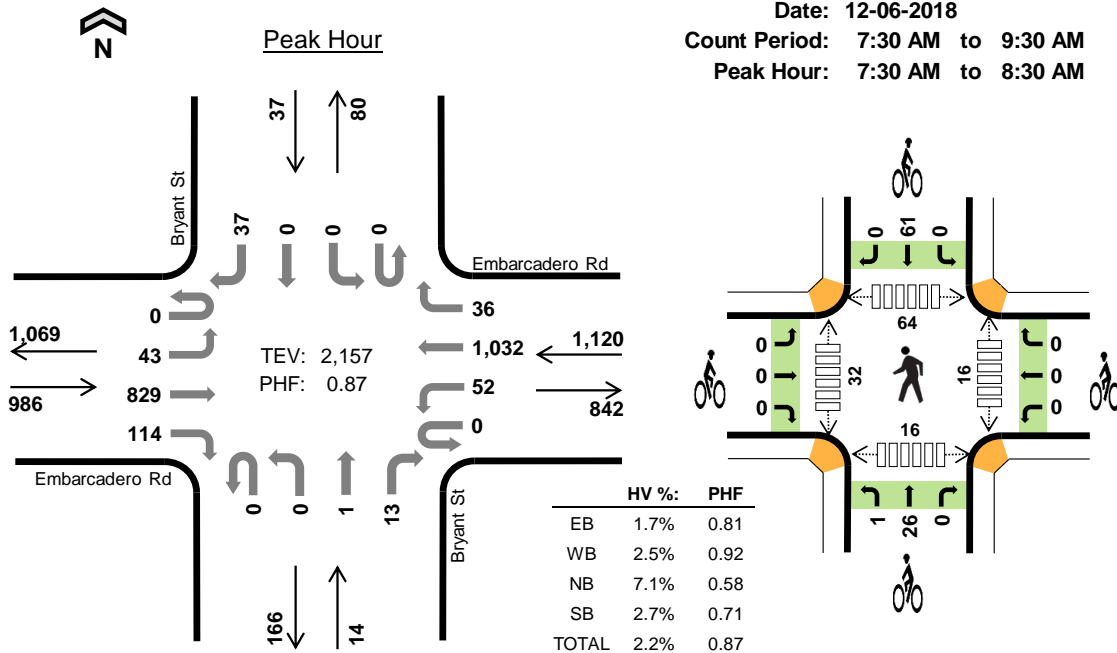 N
Peak Hour
Date: 12-06-2018
Count Period: 7:30 AM to 9:30 AM
Peak Hour: 7:30 AM to 8:30 AM
37
80
Bryant St
37
0
0
0
Embarcadero Rd
0
36
1,069
43
TEV: 2,157
1,032
1,120
986
829
PHF: 0.87
52
842
114
0
Embarcadero Rd
0
0
1
13
Bryant St
166
14
HV %: PHF
EB 1.7% 0.81
WB 2.5% 0.92
NB 7.1% 0.58
SB 2.7% 0.71
TOTAL 2.2% 0.87
0
61
0
64
0
0
0
32
16
0
0
0
16
1
26
0